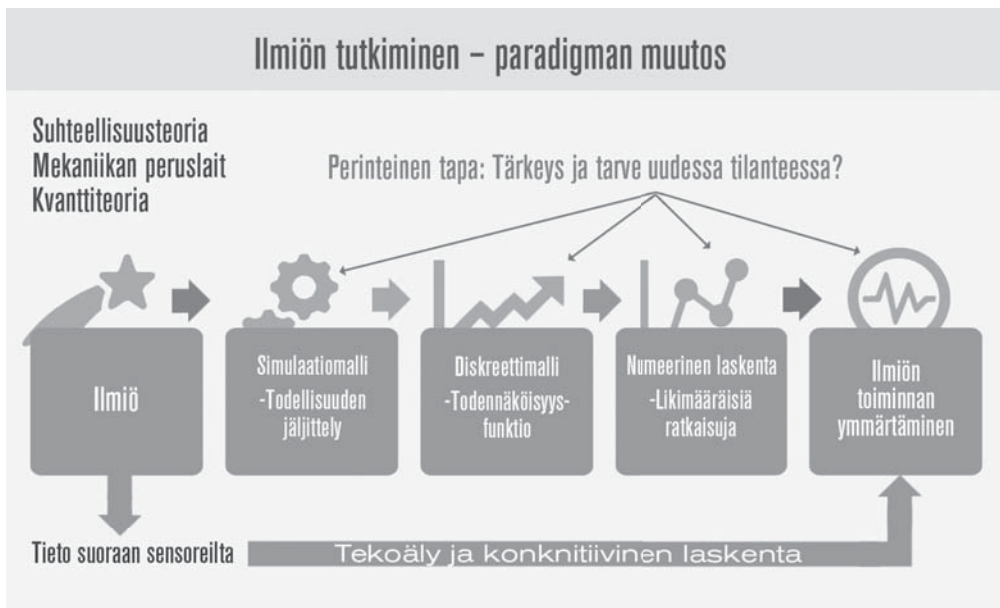 Ilmiön tutkiminen – paradigman muutos
Suhteellisuusteoria
Mekaniikan peruslait
Kvanttiteoria
Perinteinen tapa: Tärkeys ja tarve uudessa tilanteessa?
Ilmiö
Simulaatiomalli
-Todellisuuden
jäljittely
Diskreettimalli
-Todennäköisyys-
funktio
Numeerinen laskenta
-Likimääräisiä
ratkaisuja
Ilmiön
toiminnan
ymmärtäminen
Tieto suoraan sensoreilta
Tekoäly ja konknitiivinen laskenta